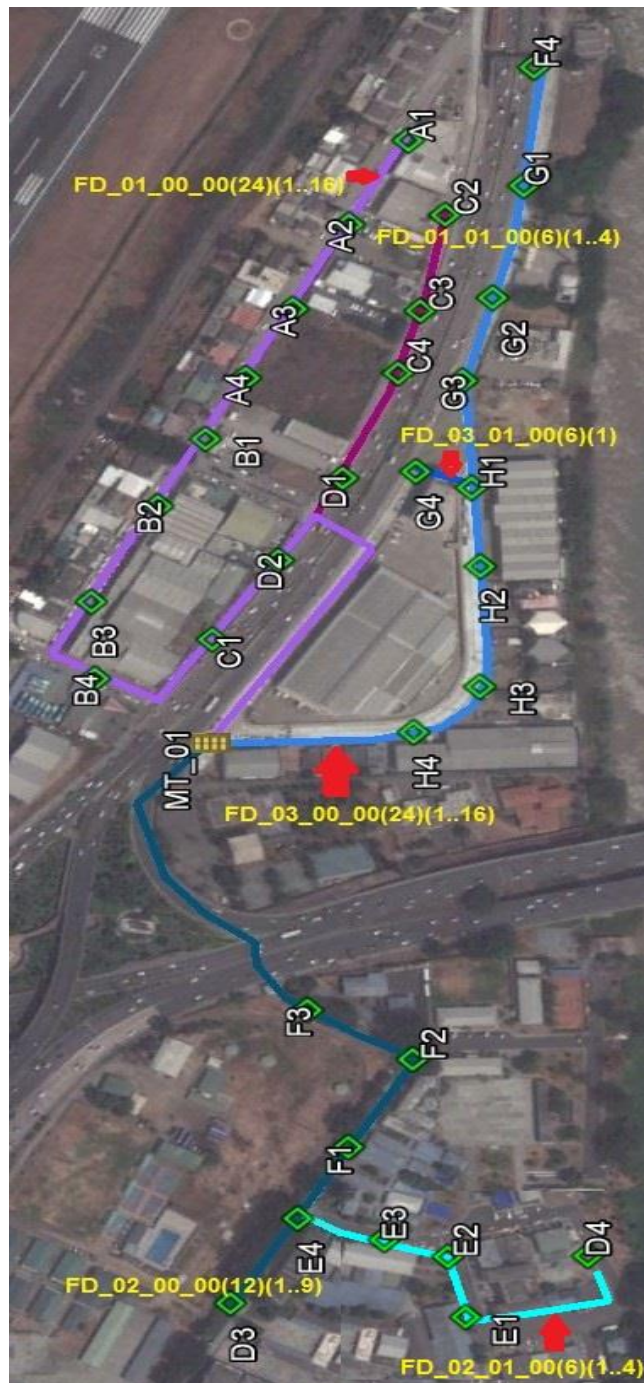 F4
A1
FD_01_00_00(24)(1..16)
G1
A2
C2
FD_01_01_00(6)(1..4)
A3
C3
G2
A4
C4
G3
B1
FD_03_01_00(6)(1)
D1
G4
H1
B2
D2
H2
B3
C1
B4
H3
MT_01
H4
FD_03_00_00(24)(1..16)
F3
F2
F1
E4
E3
E2
D4
FD_02_00_00(12)(1..9)
D3
E1
FD_02_01_00(6)(1..4)